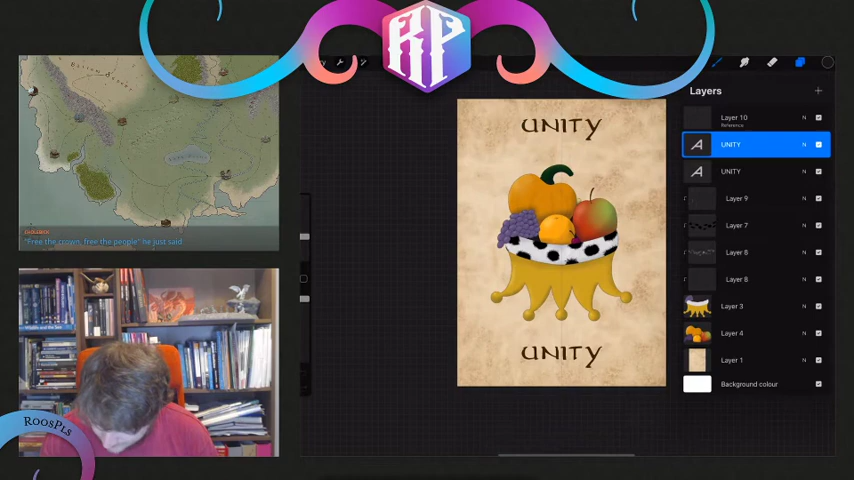 RP
Layers
Layer 10
Reference
N
UNITY
N
UNITY
N
Layer 9
N
Layer 7
N
Layer 8
N
Layer 8
N
Layer 3
N
Layer 4
N
Layer 1
N
Background colour
UNITY
UNITY
"Free the crown, free the people" he just said
RoosPls